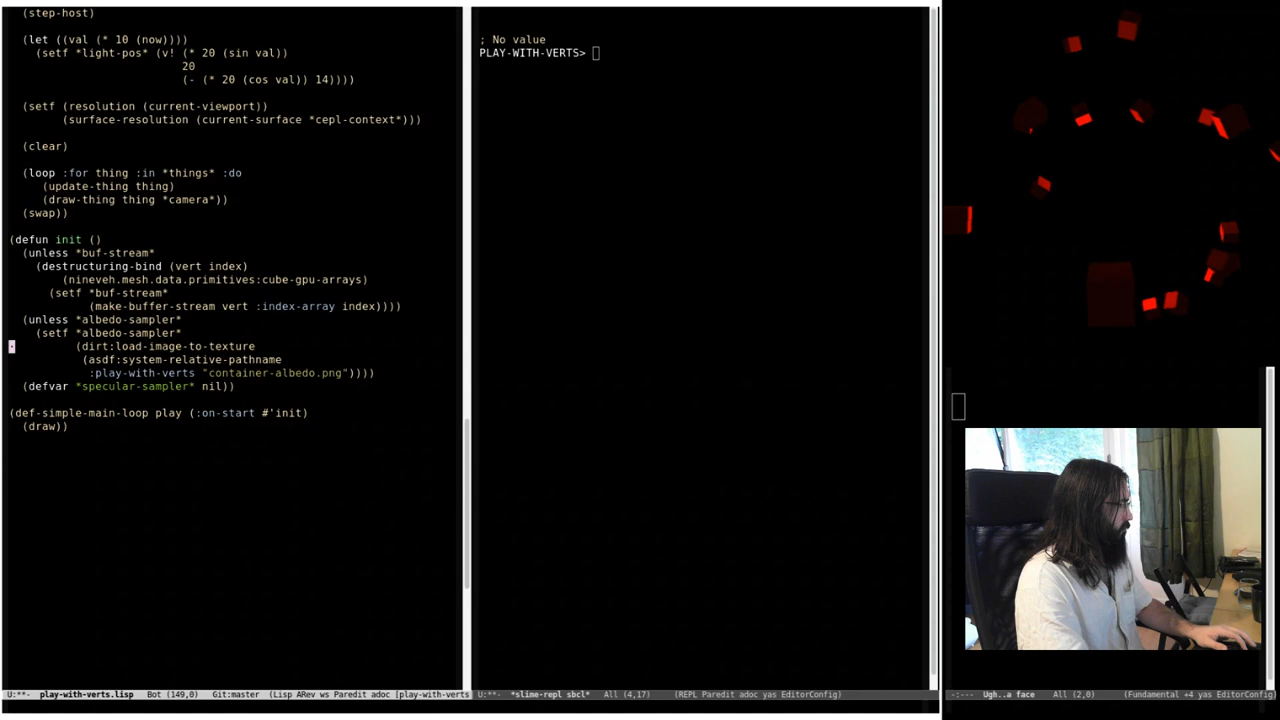 (step-host)
(let ((val (* 10 (now))))
(setf *light-pos* (v! (* 20 (sin val))
20
(- (* 20 (cos val)) 14))))
(setf (resolution (current-viewport))
(surface-resolution (current-surface *cepl-context*)))
(clear)
(loop :for thing :in *things* :do
(update-thing thing)
(draw-thing thing *camera*))
(swap))
(defun init ()
(unless *buf-stream*
(destructuring-bind (vert index)
(nineveh.mesh.data.primitives:cube-gpu-arrays)
(setf *buf-stream*
(make-buffer-stream vert :index-array index))))
(unless *albedo-sampler*
(setf *albedo-sampler*
(dirt:load-image-to-texture
(asdf:system-relative-pathname
:play-with-verts "container-albedo.png"))))
(defvar *specular-sampler* nil))
(def-simple-main-loop play (:on-start #'init)
(draw))
U:**-  play-with-verts.lisp   Bot (149,0)   Git:master  (Lisp ARev ws Paredit adoc [play-with-verts
; No value
PLAY-WITH-VERTS>
U:**-  *slime-repl sbcl*   All (4,17)    (REPL Paredit adoc yas EditorConfig)
-:---  Ugh..a face   All (2,0)     (Fundamental +4 yas EditorConfig)